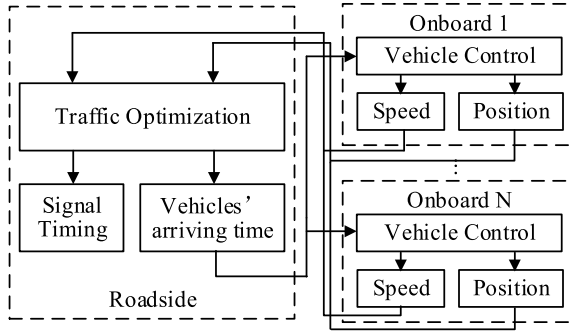 Onboard 1
Vehicle Control
Speed
Position
Traffic Optimization
Signal
Timing
Vehicles’
arriving time
Roadside
Onboard N
Vehicle Control
Speed
Position